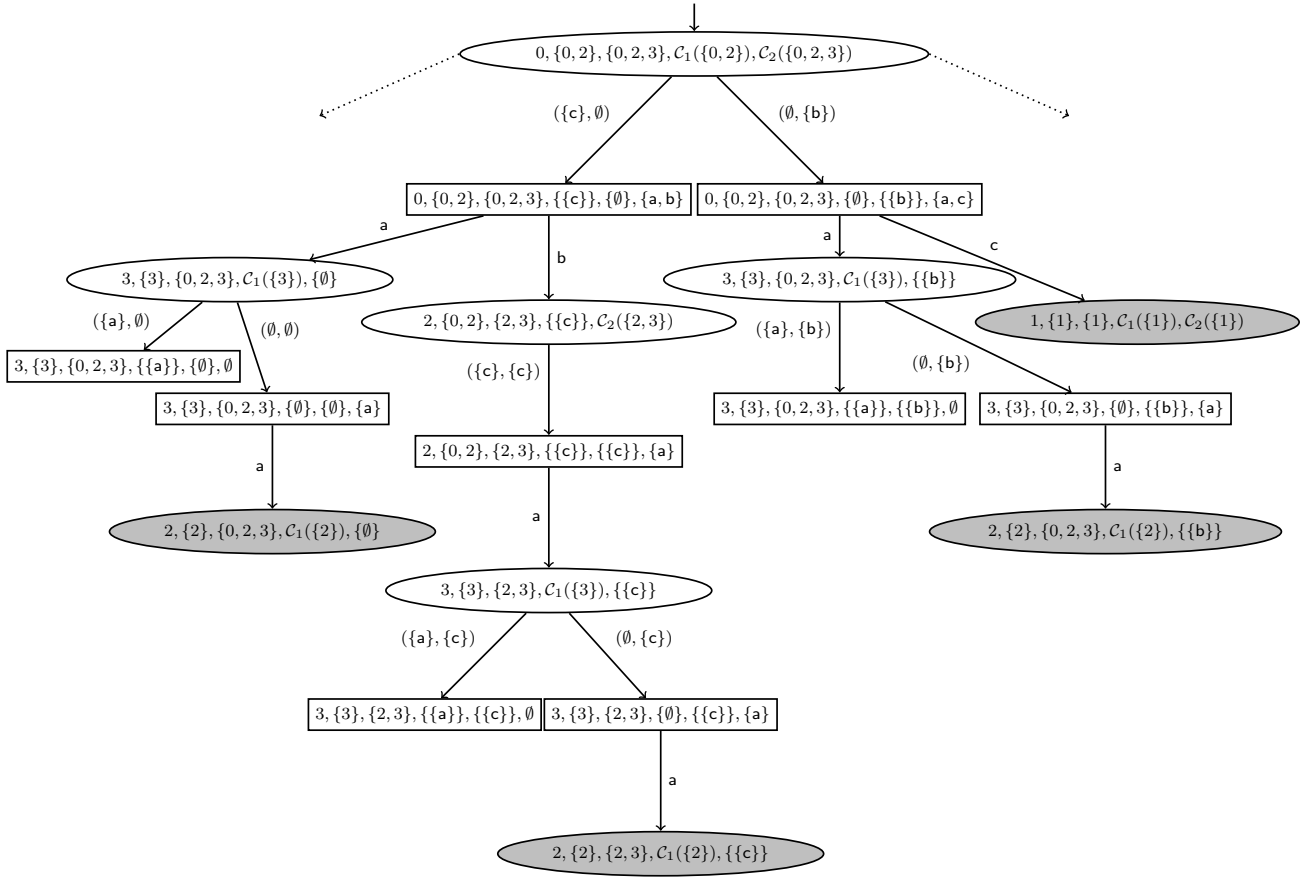 0, {0, 2}, {0, 2, 3}, 𝒞₁({0, 2}), 𝒞₂({0, 2, 3})
({c}, ∅)
(∅, {b})
0, {0, 2}, {0, 2, 3}, {{c}}, {∅}, {a, b}
0, {0, 2}, {0, 2, 3}, {∅}, {{b}}, {a, c}
a
b
a
c
3, {3}, {0, 2, 3}, 𝒞₁({3}), {∅}
3, {3}, {0, 2, 3}, 𝒞₁({3}), {{b}}
({a}, ∅)
(∅, ∅)
2, {0, 2}, {2, 3}, {{c}}, 𝒞₂({2, 3})
({a}, {b})
1, {1}, {1}, 𝒞₁({1}), 𝒞₂({1})
3, {3}, {0, 2, 3}, {{a}}, {∅}, ∅
({c}, {c})
(∅, {b})
3, {3}, {0, 2, 3}, {∅}, {∅}, {a}
3, {3}, {0, 2, 3}, {{a}}, {{b}}, ∅
3, {3}, {0, 2, 3}, {∅}, {{b}}, {a}
2, {0, 2}, {2, 3}, {{c}}, {{c}}, {a}
a
a
a
2, {2}, {0, 2, 3}, 𝒞₁({2}), {∅}
2, {2}, {0, 2, 3}, 𝒞₁({2}), {{b}}
3, {3}, {2, 3}, 𝒞₁({3}), {{c}}
({a}, {c})
(∅, {c})
3, {3}, {2, 3}, {{a}}, {{c}}, ∅
3, {3}, {2, 3}, {∅}, {{c}}, {a}
a
2, {2}, {2, 3}, 𝒞₁({2}), {{c}}